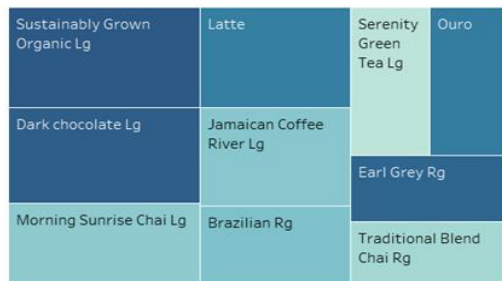 Sustainably Grown
Organic Lg
Latte
Serenity
Green
Tea Lg
Ouro
Dark chocolate Lg
Jamaican Coffee
River Lg
Earl Grey Rg
Morning Sunrise Chai Lg
Brazilian Rg
Traditional Blend
Chai Rg